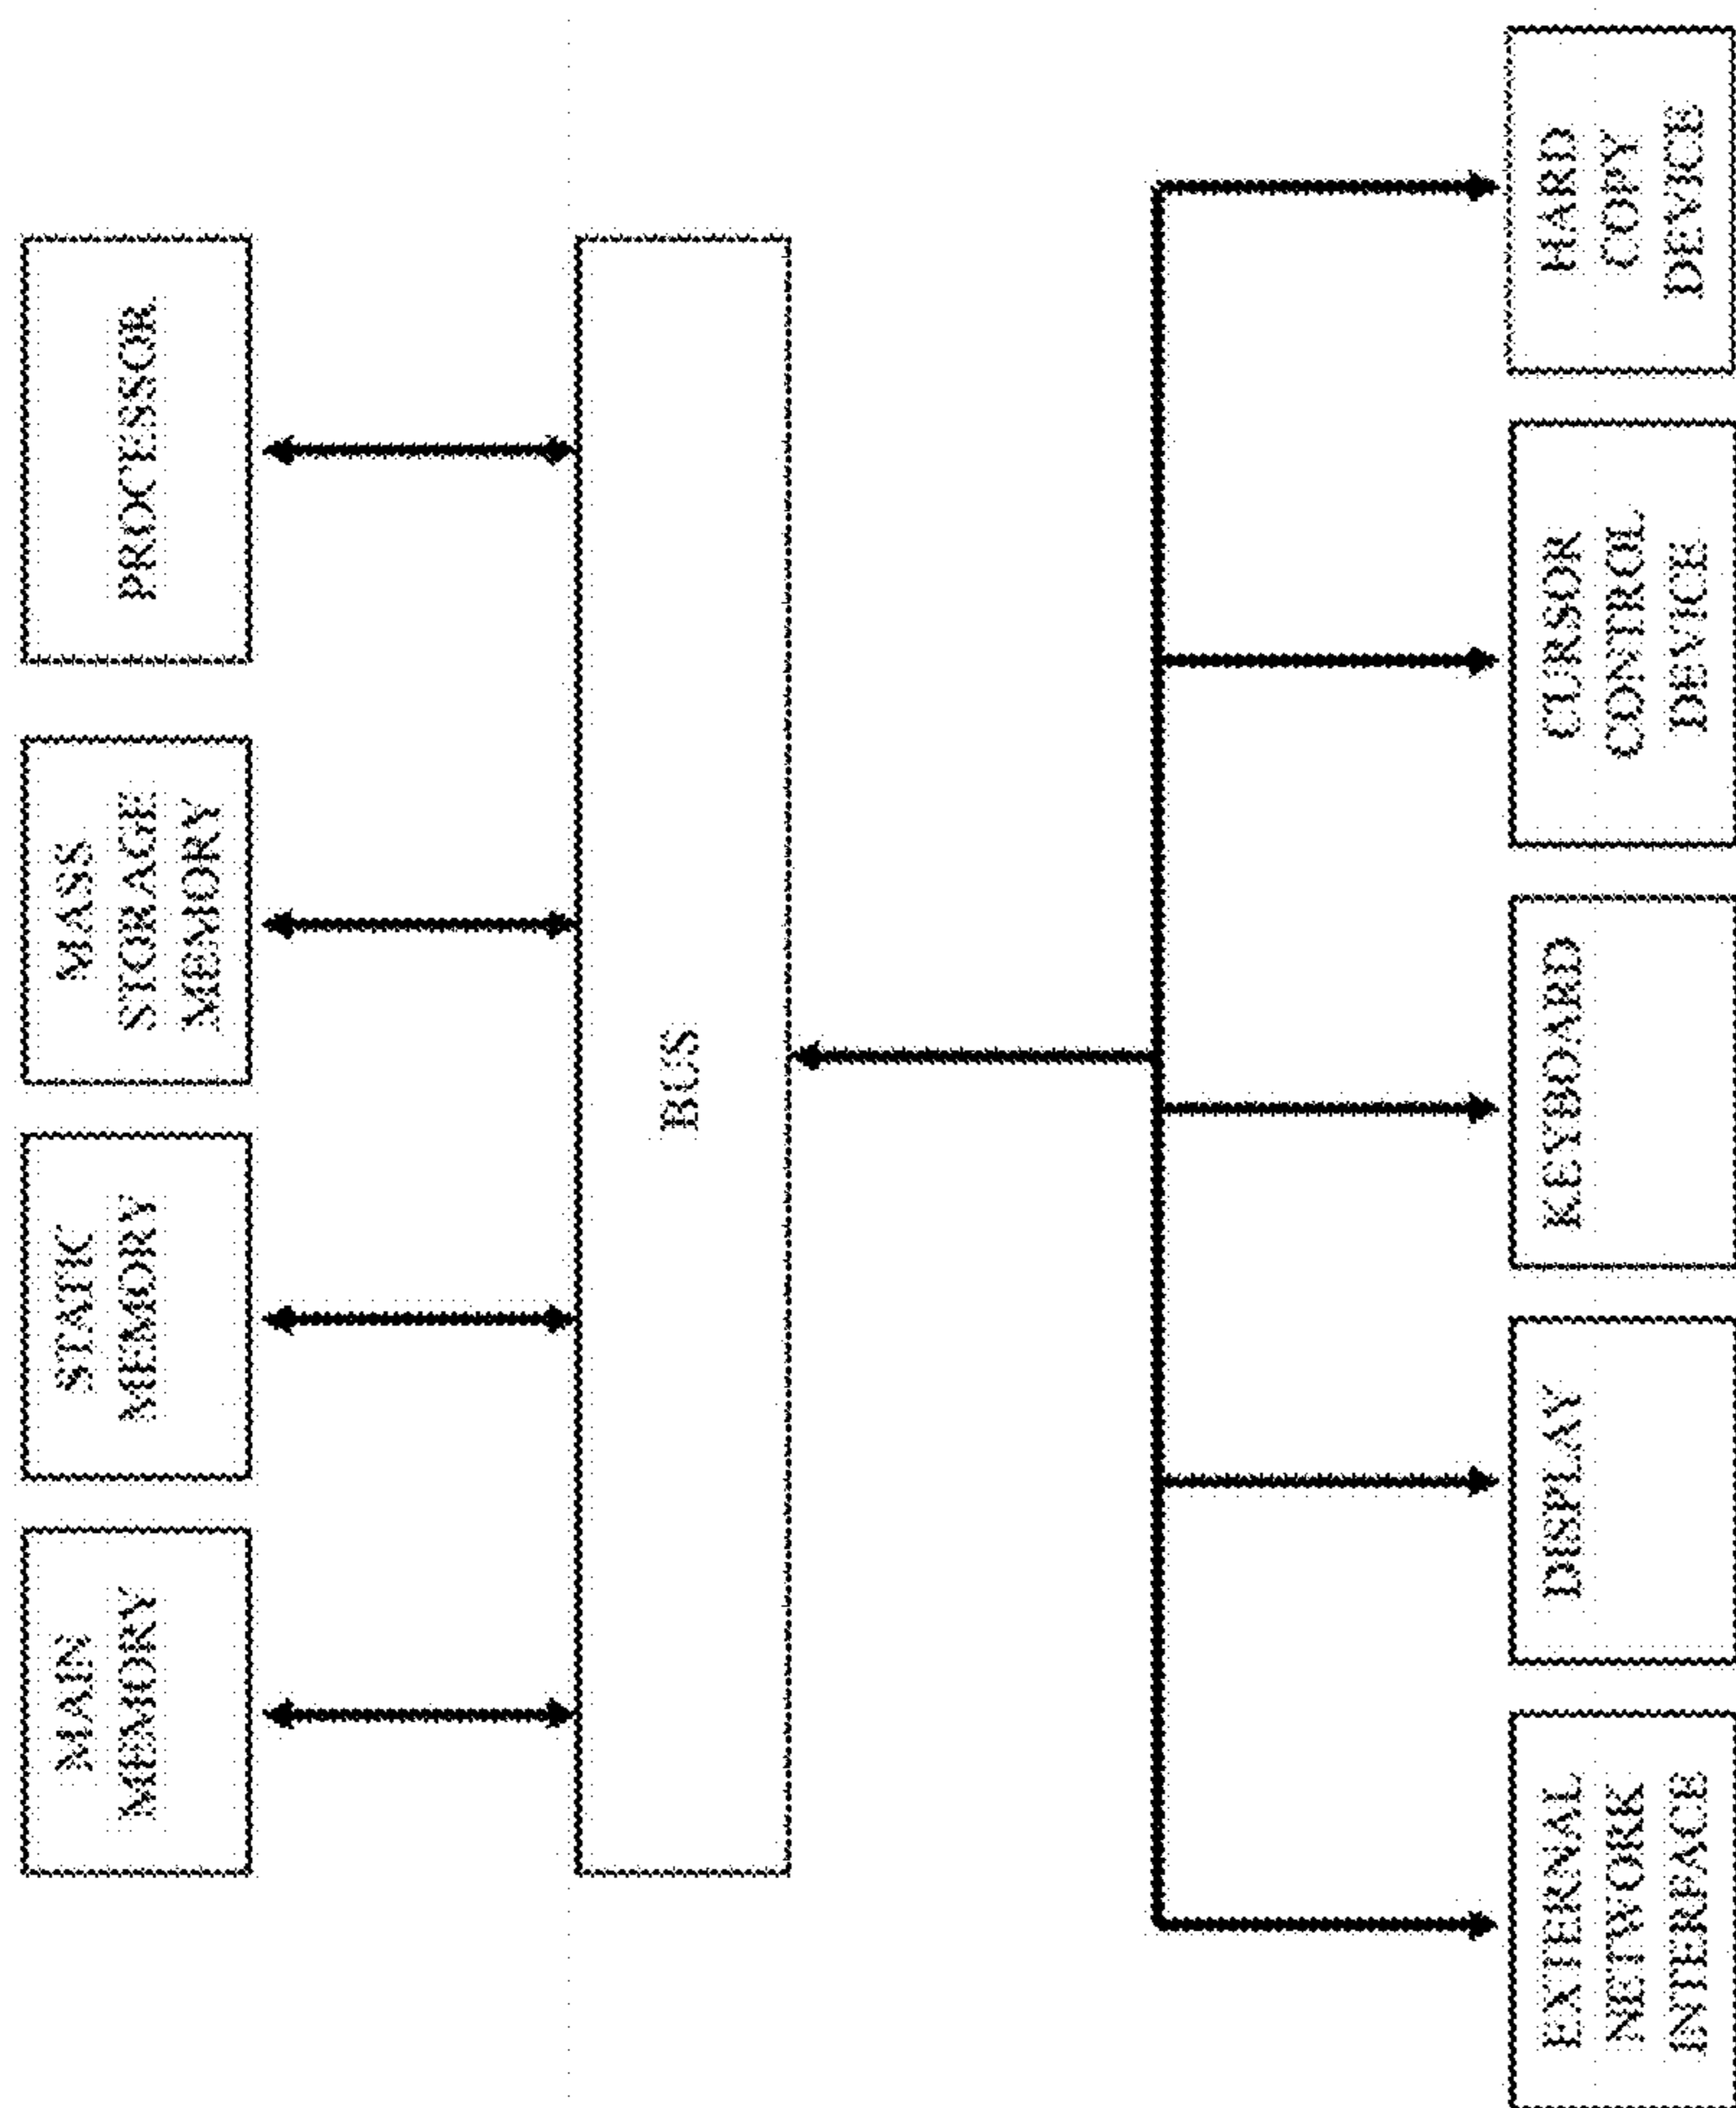 MAIN
MEMORY
STATIC
MEMORY
MASS
STORAGE
MEMORY
PROCESSOR
BUS
EXTERNAL
NETWORK
INTERFACE
DISPLAY
KEYBOARD
CURSOR
CONTROL
DEVICE
HARD
COPY
DEVICE